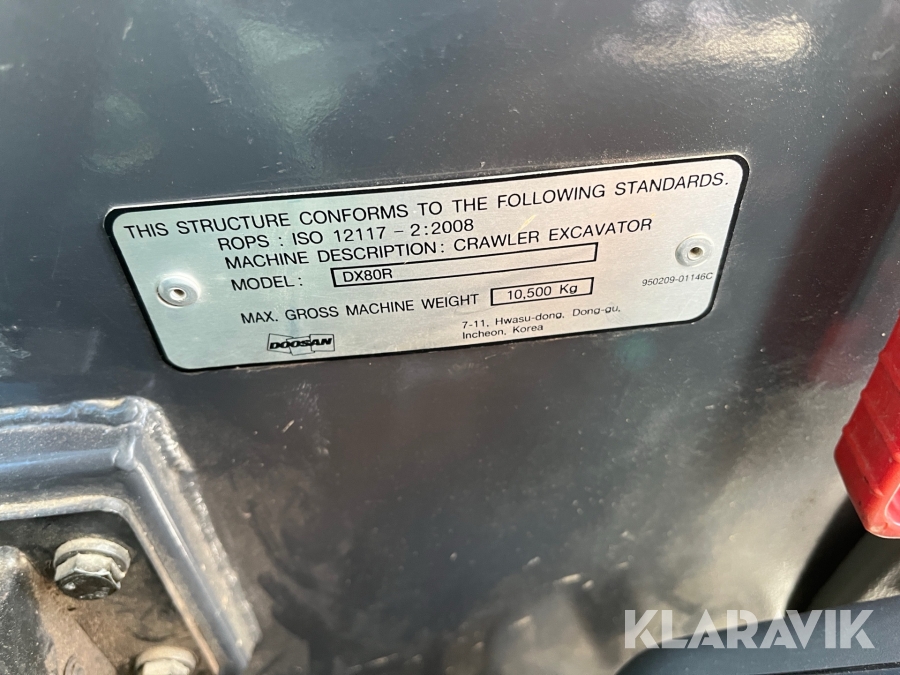 THIS STRUCTURE CONFORMS TO THE FOLLOWING STANDARDS.
ROPS : ISO 12117 - 2:2008
MACHINE DESCRIPTION: CRAWLER EXCAVATOR
MODEL: DX80R
950209-01146C
MAX. GROSS MACHINE WEIGHT 10,500 Kg
DOOSAN
7-11, Hwasu-dong, Dong-gu,
Incheon, Korea
KLARAVIK